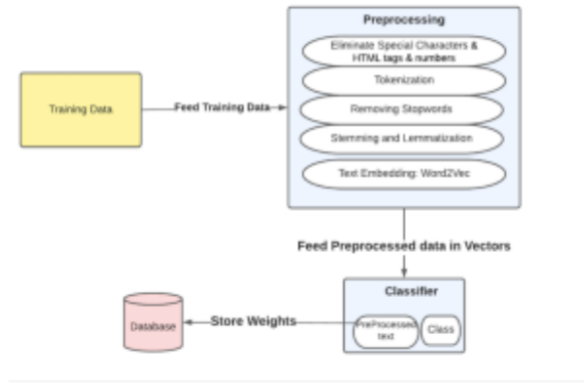 Preprocessing
Eliminate Special Characters &
HTML tags & numbers
Tokenization
Training Data
Feed Training Data
Removing Stopwords
Stemming and Lemmatization
Text Embedding: Word2Vec
Feed Preprocessed data in Vectors
Classifier
Database
Store Weights
PreProcessed
text
Class